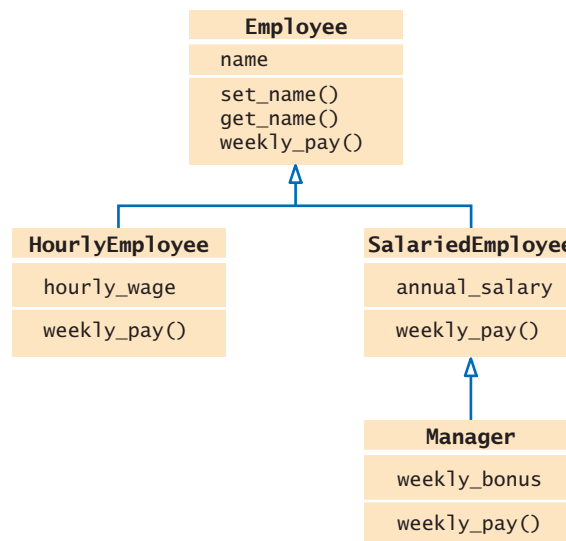 Employee
name
set_name()
get_name()
weekly_pay()
HourlyEmployee
hourly_wage
weekly_pay()
SalariedEmployee
annual_salary
weekly_pay()
Manager
weekly_bonus
weekly_pay()